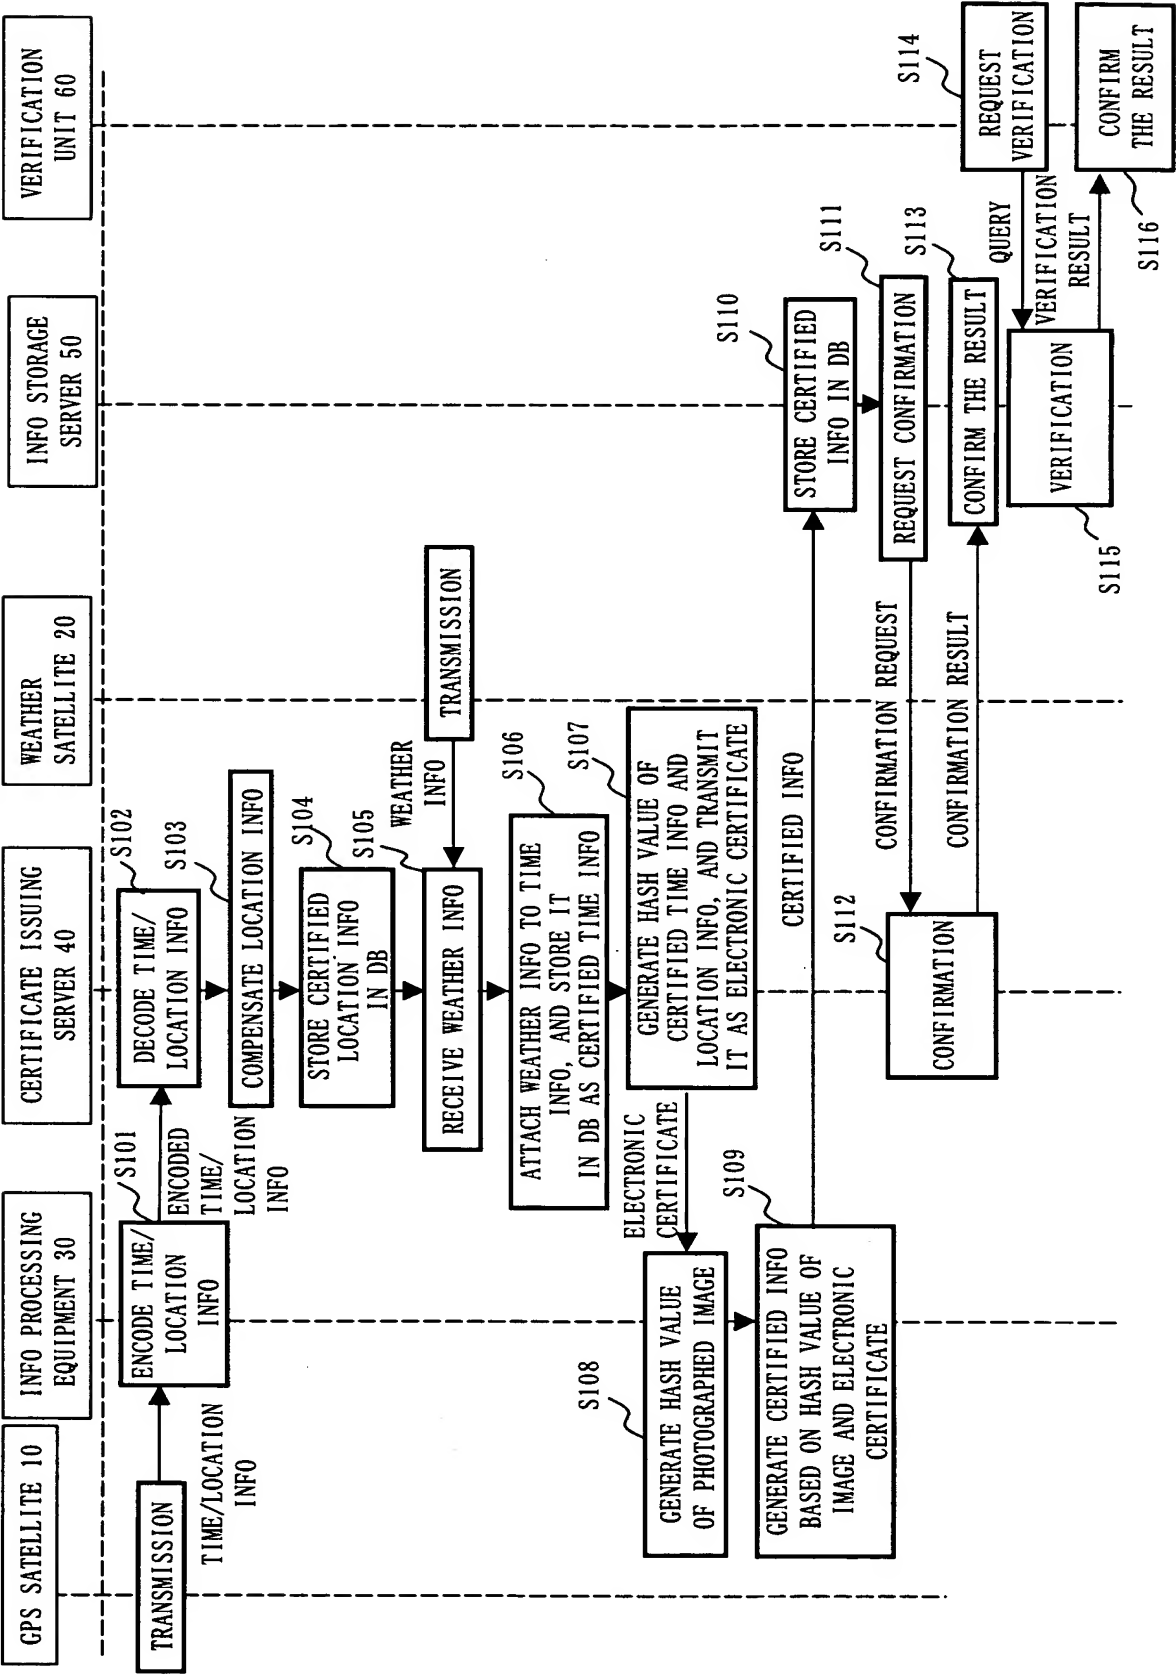 GPS SATELLITE 10
INFO PROCESSING
EQUIPMENT 30
CERTIFICATE ISSUING
SERVER 40
WEATHER
SATELLITE 20
INFO STORAGE
SERVER 50
VERIFICATION
UNIT 60
TRANSMISSION
TIME/LOCATION
INFO
S101
ENCODE TIME/
LOCATION
INFO
ENCODED
TIME/
LOCATION
INFO
S102
DECODE TIME/
LOCATION INFO
S103
COMPENSATE LOCATION INFO
S104
STORE CERTIFIED
LOCATION INFO
IN DB
S105
RECEIVE WEATHER INFO
WEATHER
INFO
TRANSMISSION
S106
ATTACH WEATHER INFO TO TIME
INFO, AND STORE IT
IN DB AS CERTIFIED TIME INFO
S107
GENERATE HASH VALUE OF
CERTIFIED TIME INFO AND
LOCATION INFO, AND TRANSMIT
IT AS ELECTRONIC CERTIFICATE
ELECTRONIC
CERTIFICATE
S108
GENERATE HASH VALUE
OF PHOTOGRAPHED IMAGE
S109
GENERATE CERTIFIED INFO
BASED ON HASH VALUE OF
IMAGE AND ELECTRONIC
CERTIFICATE
CERTIFIED INFO
S110
STORE CERTIFIED
INFO IN DB
S111
REQUEST CONFIRMATION
CONFIRMATION REQUEST
S112
CONFIRMATION
CONFIRMATION RESULT
S113
CONFIRM THE RESULT
S114
REQUEST
VERIFICATION
QUERY
S115
VERIFICATION
VERIFICATION
RESULT
S116
CONFIRM
THE RESULT